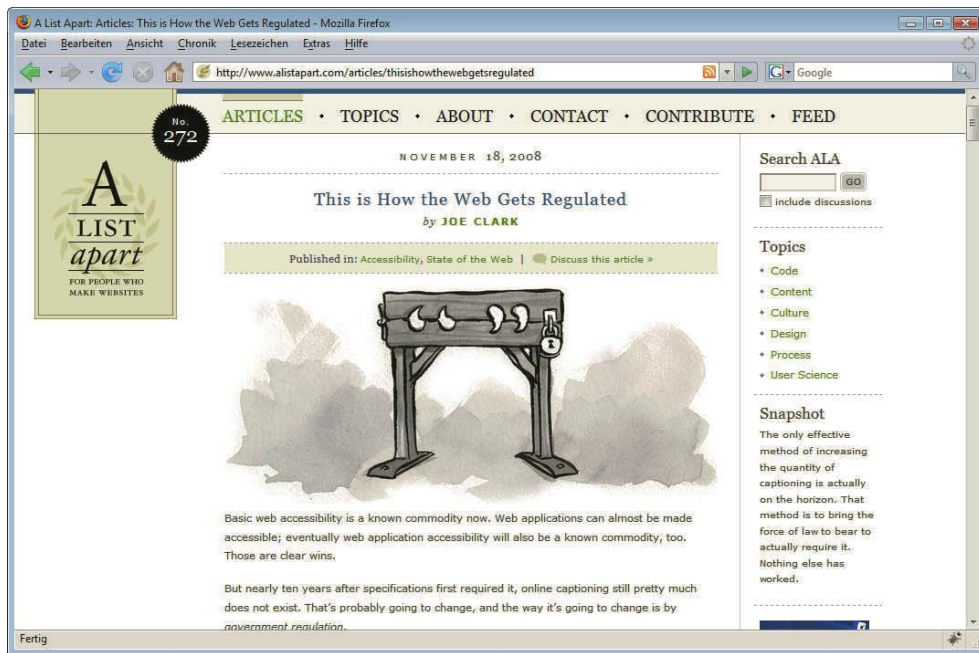 A List Apart: Articles: This is How the Web Gets Regulated - Mozilla Firefox
Datei Bearbeiten Ansicht Chronik Lesezeichen Extras Hilfe
http://www.alistapart.com/articles/thisishowthewebgetsregulated
G Google
No.
272
ARTICLES • TOPICS • ABOUT • CONTACT • CONTRIBUTE • FEED
A
LIST
apart
FOR PEOPLE WHO
MAKE WEBSITES
NOVEMBER 18, 2008
This is How the Web Gets Regulated
by JOE CLARK
Published in: Accessibility, State of the Web | Discuss this article »
Basic web accessibility is a known commodity now. Web applications can almost be made
accessible; eventually web application accessibility will also be a known commodity, too.
Those are clear wins.
But nearly ten years after specifications first required it, online captioning still pretty much
does not exist. That's probably going to change, and the way it's going to change is by
government regulation.
Search ALA
GO
include discussions
Topics
Code
Content
Culture
Design
Process
User Science
Snapshot
The only effective
method of increasing
the quantity of
captioning is actually
on the horizon. That
method is to bring the
force of law to bear to
actually require it.
Nothing else has
worked.
Fertig